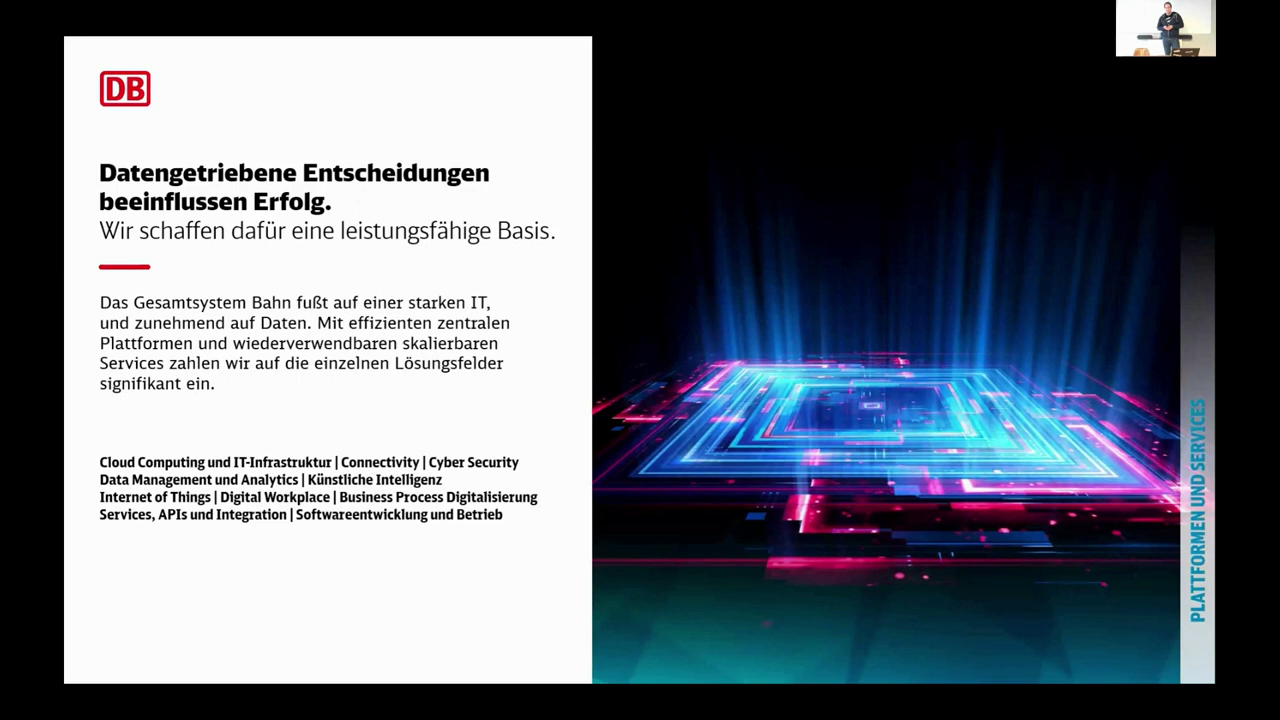 DB
Datengetriebene Entscheidungen
beeinflussen Erfolg.
Wir schaffen dafür eine leistungsfähige Basis.
Das Gesamtsystem Bahn fußt auf einer starken IT,
und zunehmend auf Daten. Mit effizienten zentralen
Plattformen und wiederverwendbaren skalierbaren
Services zahlen wir auf die einzelnen Lösungsfelder
signifikant ein.
Cloud Computing und IT-Infrastruktur | Connectivity | Cyber Security
Data Management und Analytics | Künstliche Intelligenz
Internet of Things | Digital Workplace | Business Process Digitalisierung
Services, APIs und Integration | Softwareentwicklung und Betrieb
PLATTFORMEN UND SERVICES